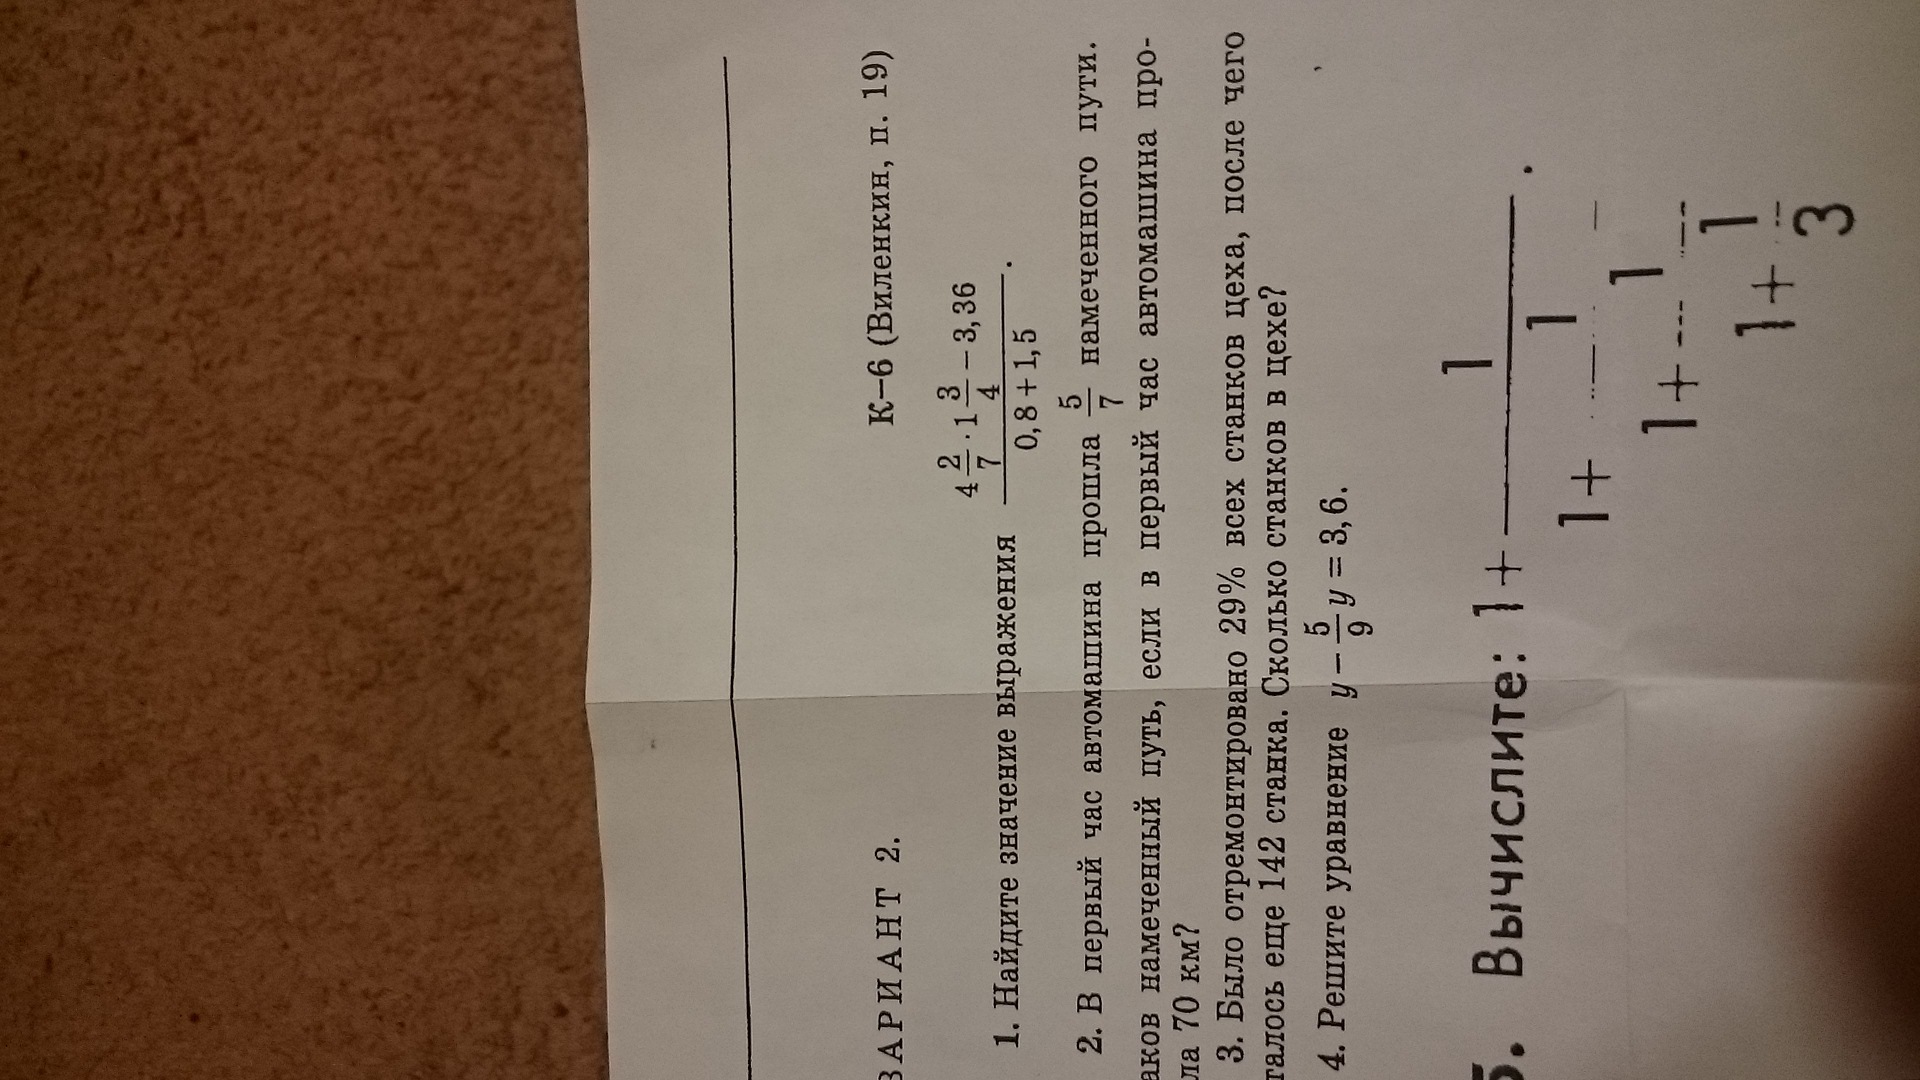 ВАРИАНТ 2. К–6 (Виленкин, п. 19)
1. Найдите значение выражения (4 2/7 · 1 3/4 − 3,36)/(0,8 + 1,5).
2. В первый час автомашина прошла 5/7 намеченного пути.
аков намеченный путь, если в первый час автомашина про-
ла 70 км?
3. Было отремонтировано 29% всех станков цеха, после чего
талось еще 142 станка. Сколько станков в цехе?
4. Решите уравнение y − 5/9 y = 3,6.
5. Вычислите: 1 + 1/(1 + 1/(1 + 1/(1 + 1/3))).